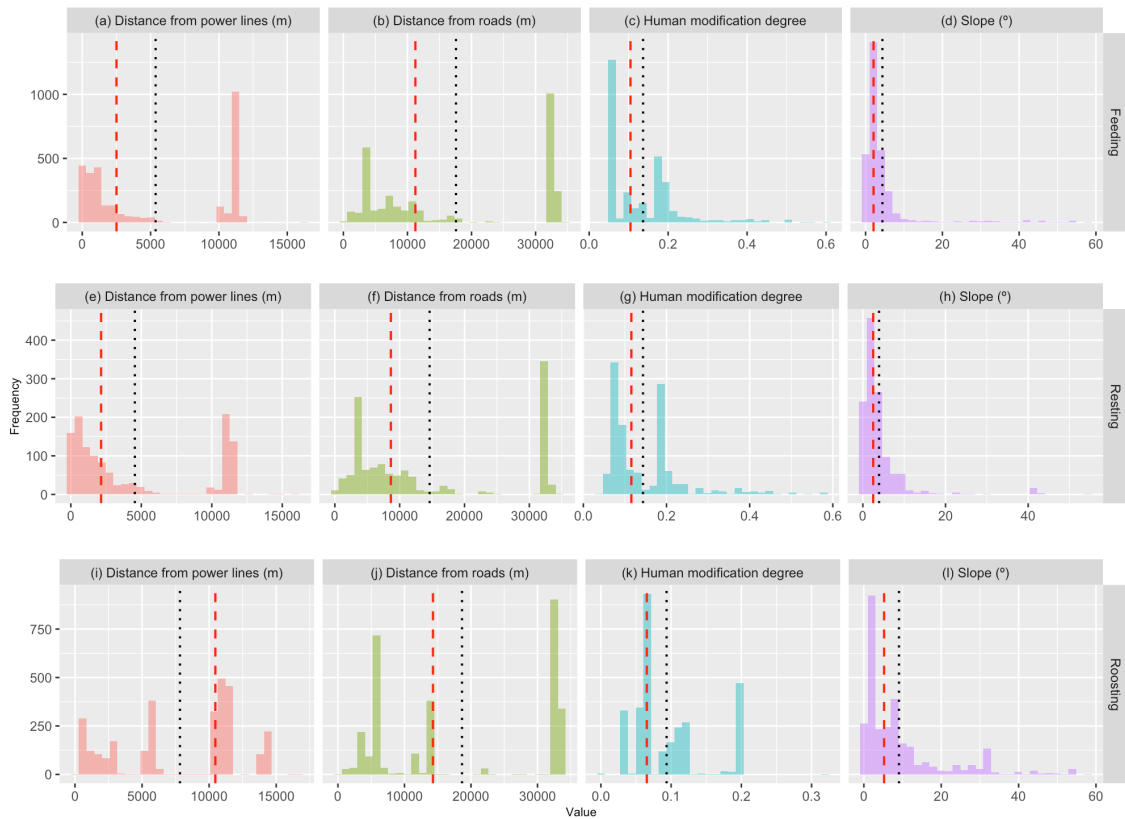 (a) Distance from power lines (m) (b) Distance from roads (m) (c) Human modification degree (d) Slope (º)
1000
500
0
Feeding
0 5000 10000 15000 0 10000 20000 30000 0.0 0.2 0.4 0.6 0 20 40 60
(e) Distance from power lines (m) (f) Distance from roads (m) (g) Human modification degree (h) Slope (º)
400
300
200
100
0
Resting
Frequency
0 5000 10000 15000 0 10000 20000 30000 0.0 0.2 0.4 0.6 0 20 40
(i) Distance from power lines (m) (j) Distance from roads (m) (k) Human modification degree (l) Slope (º)
750
500
250
0
Roosting
0 5000 10000 15000 0 10000 20000 30000 0.0 0.1 0.2 0.3 0 20 40 60
Value